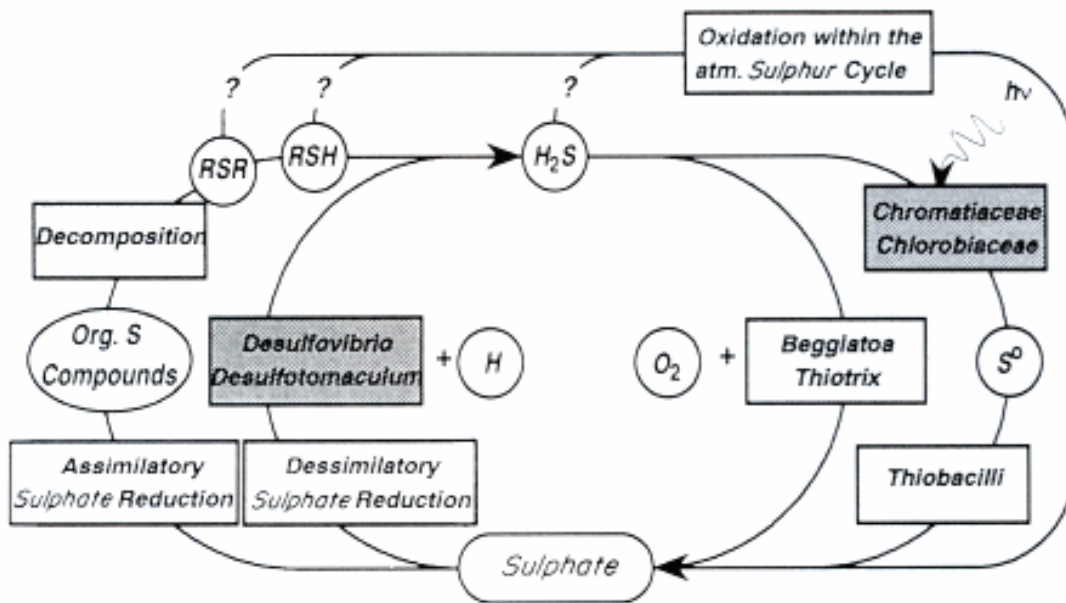 Oxidation within the
atm. Sulphur Cycle
hν
?
?
?
RSR
RSH
H₂S
Chromatiaceae
Chlorobiaceae
Decomposition
Org. S
Compounds
Desulfovibria
Desulfotomaculum
+
H
O₂
+
Beggiatoa
Thiotrix
S⁰
Assimilatory
Sulphate Reduction
Dessimilatory
Sulphate Reduction
Thiobacilli
Sulphate